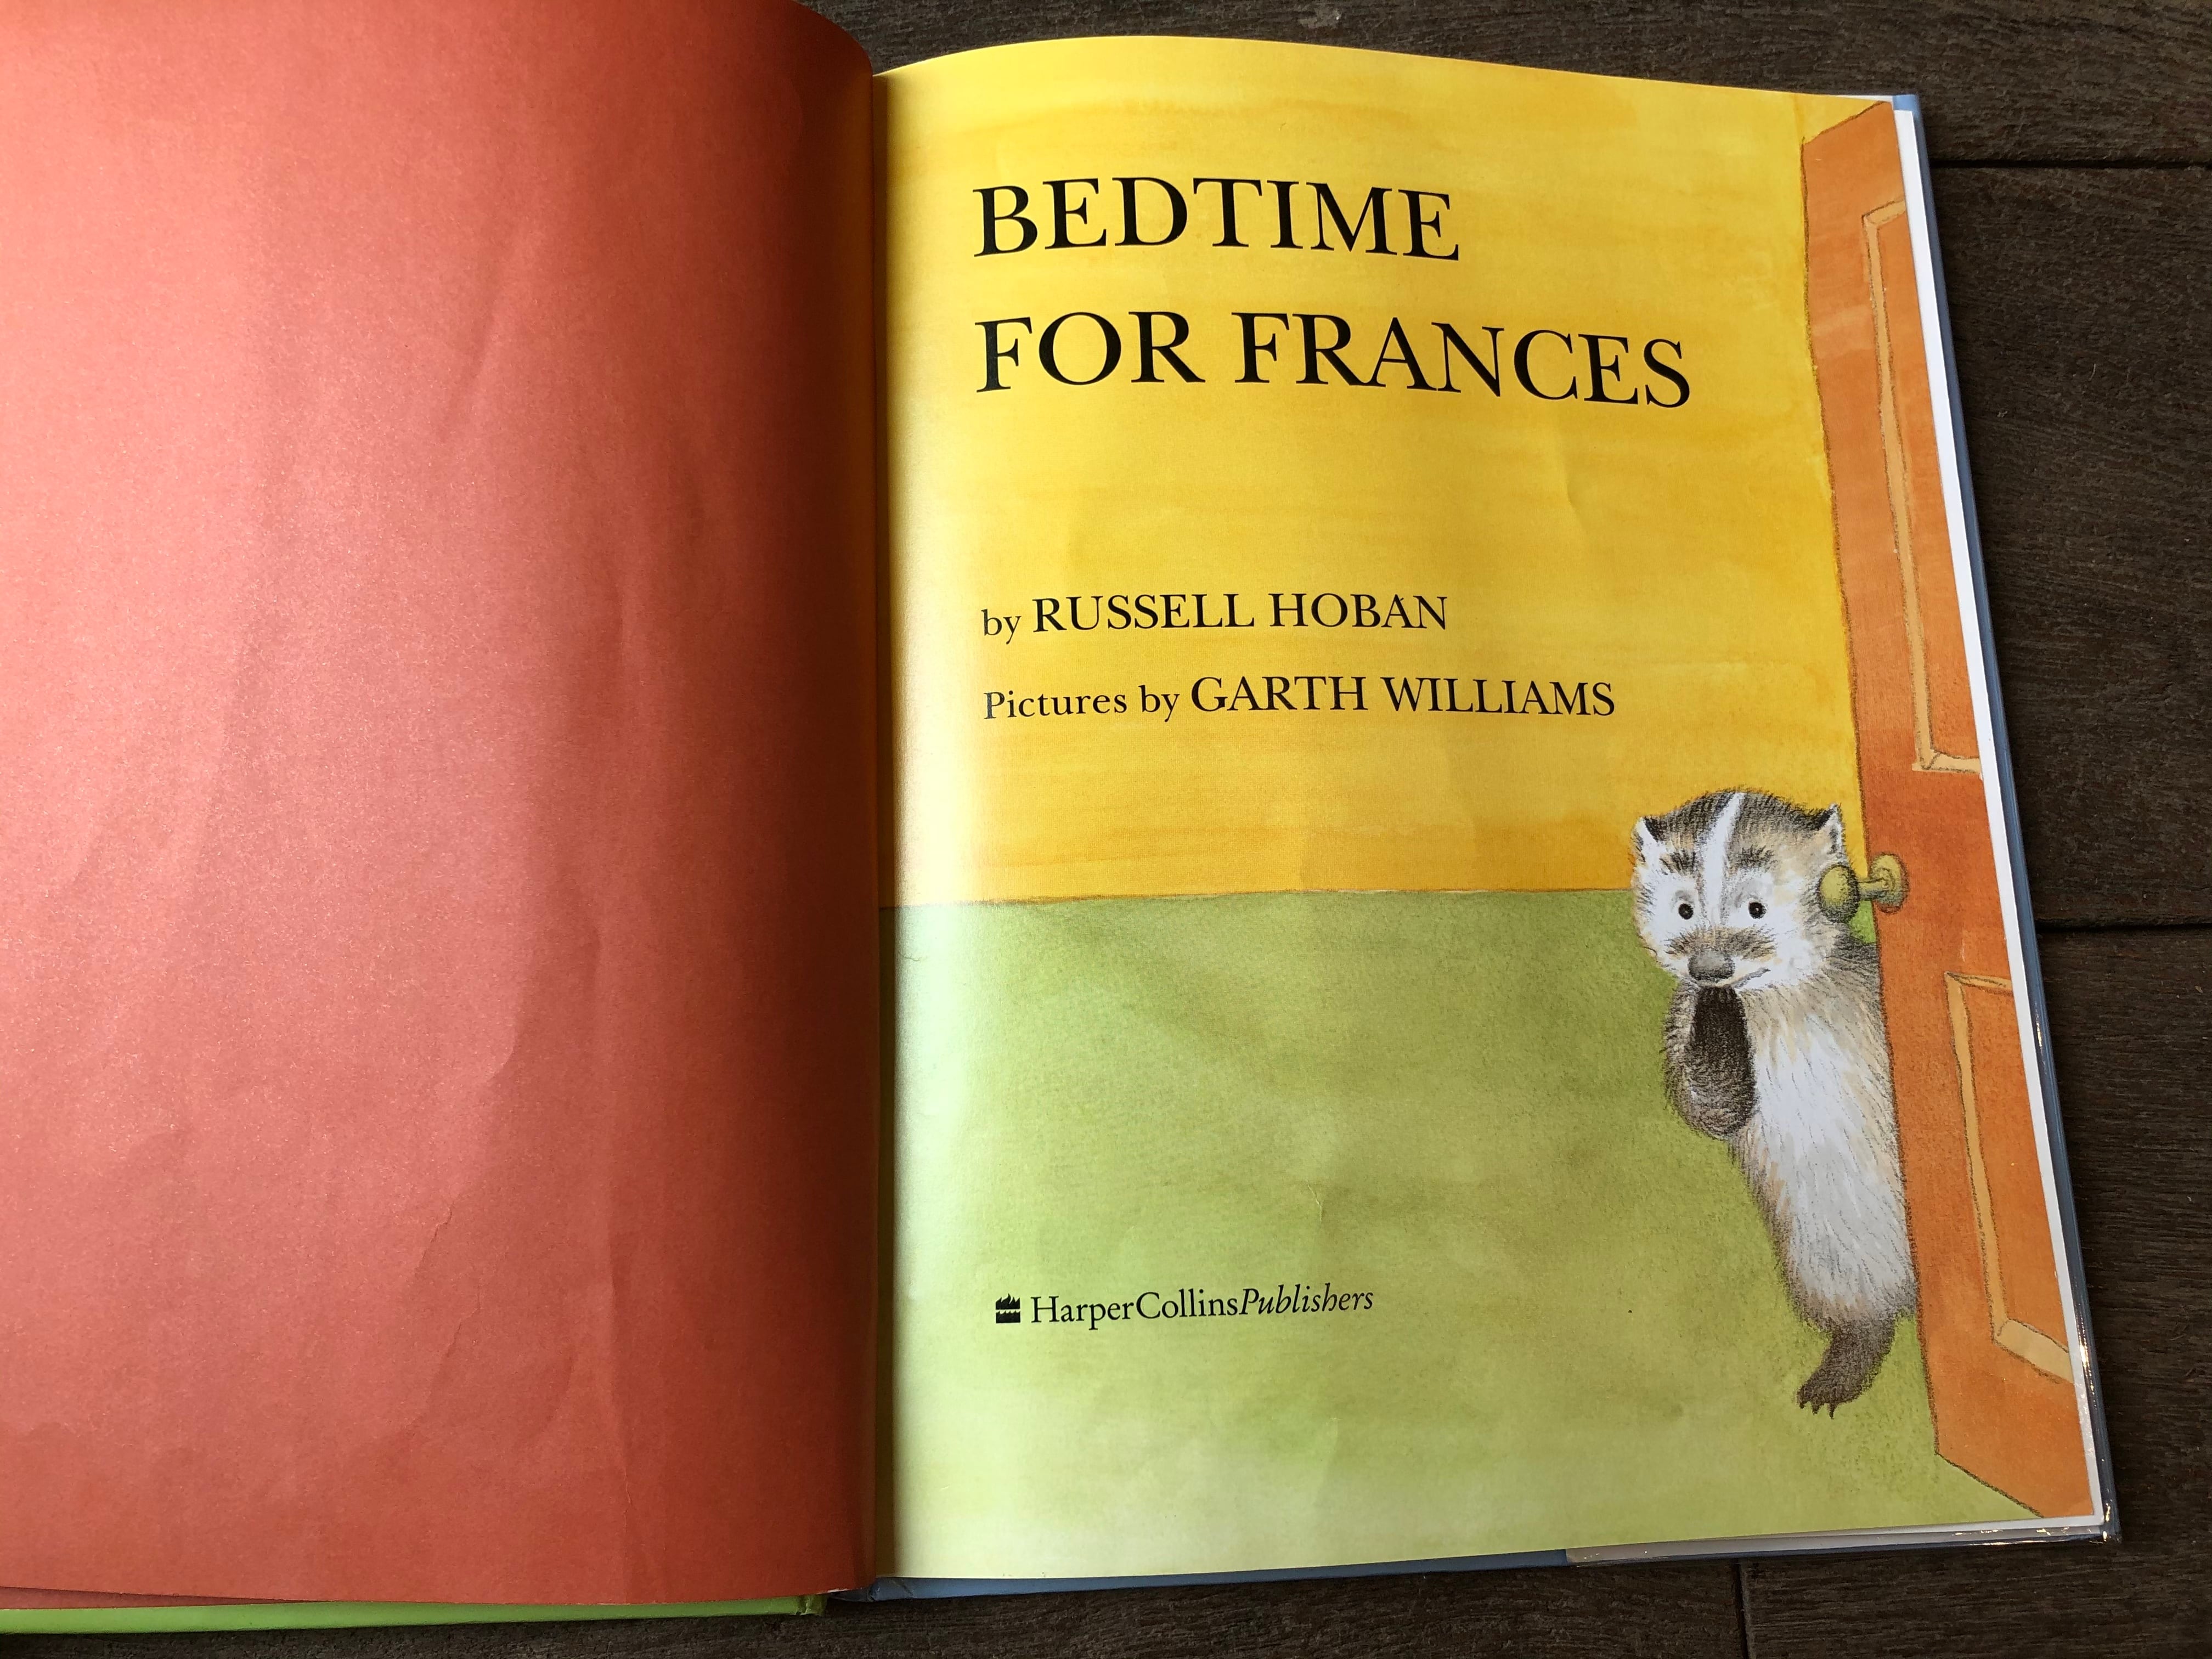 BEDTIME
FOR FRANCES
by RUSSELL HOBAN
Pictures by GARTH WILLIAMS
HarperCollinsPublishers